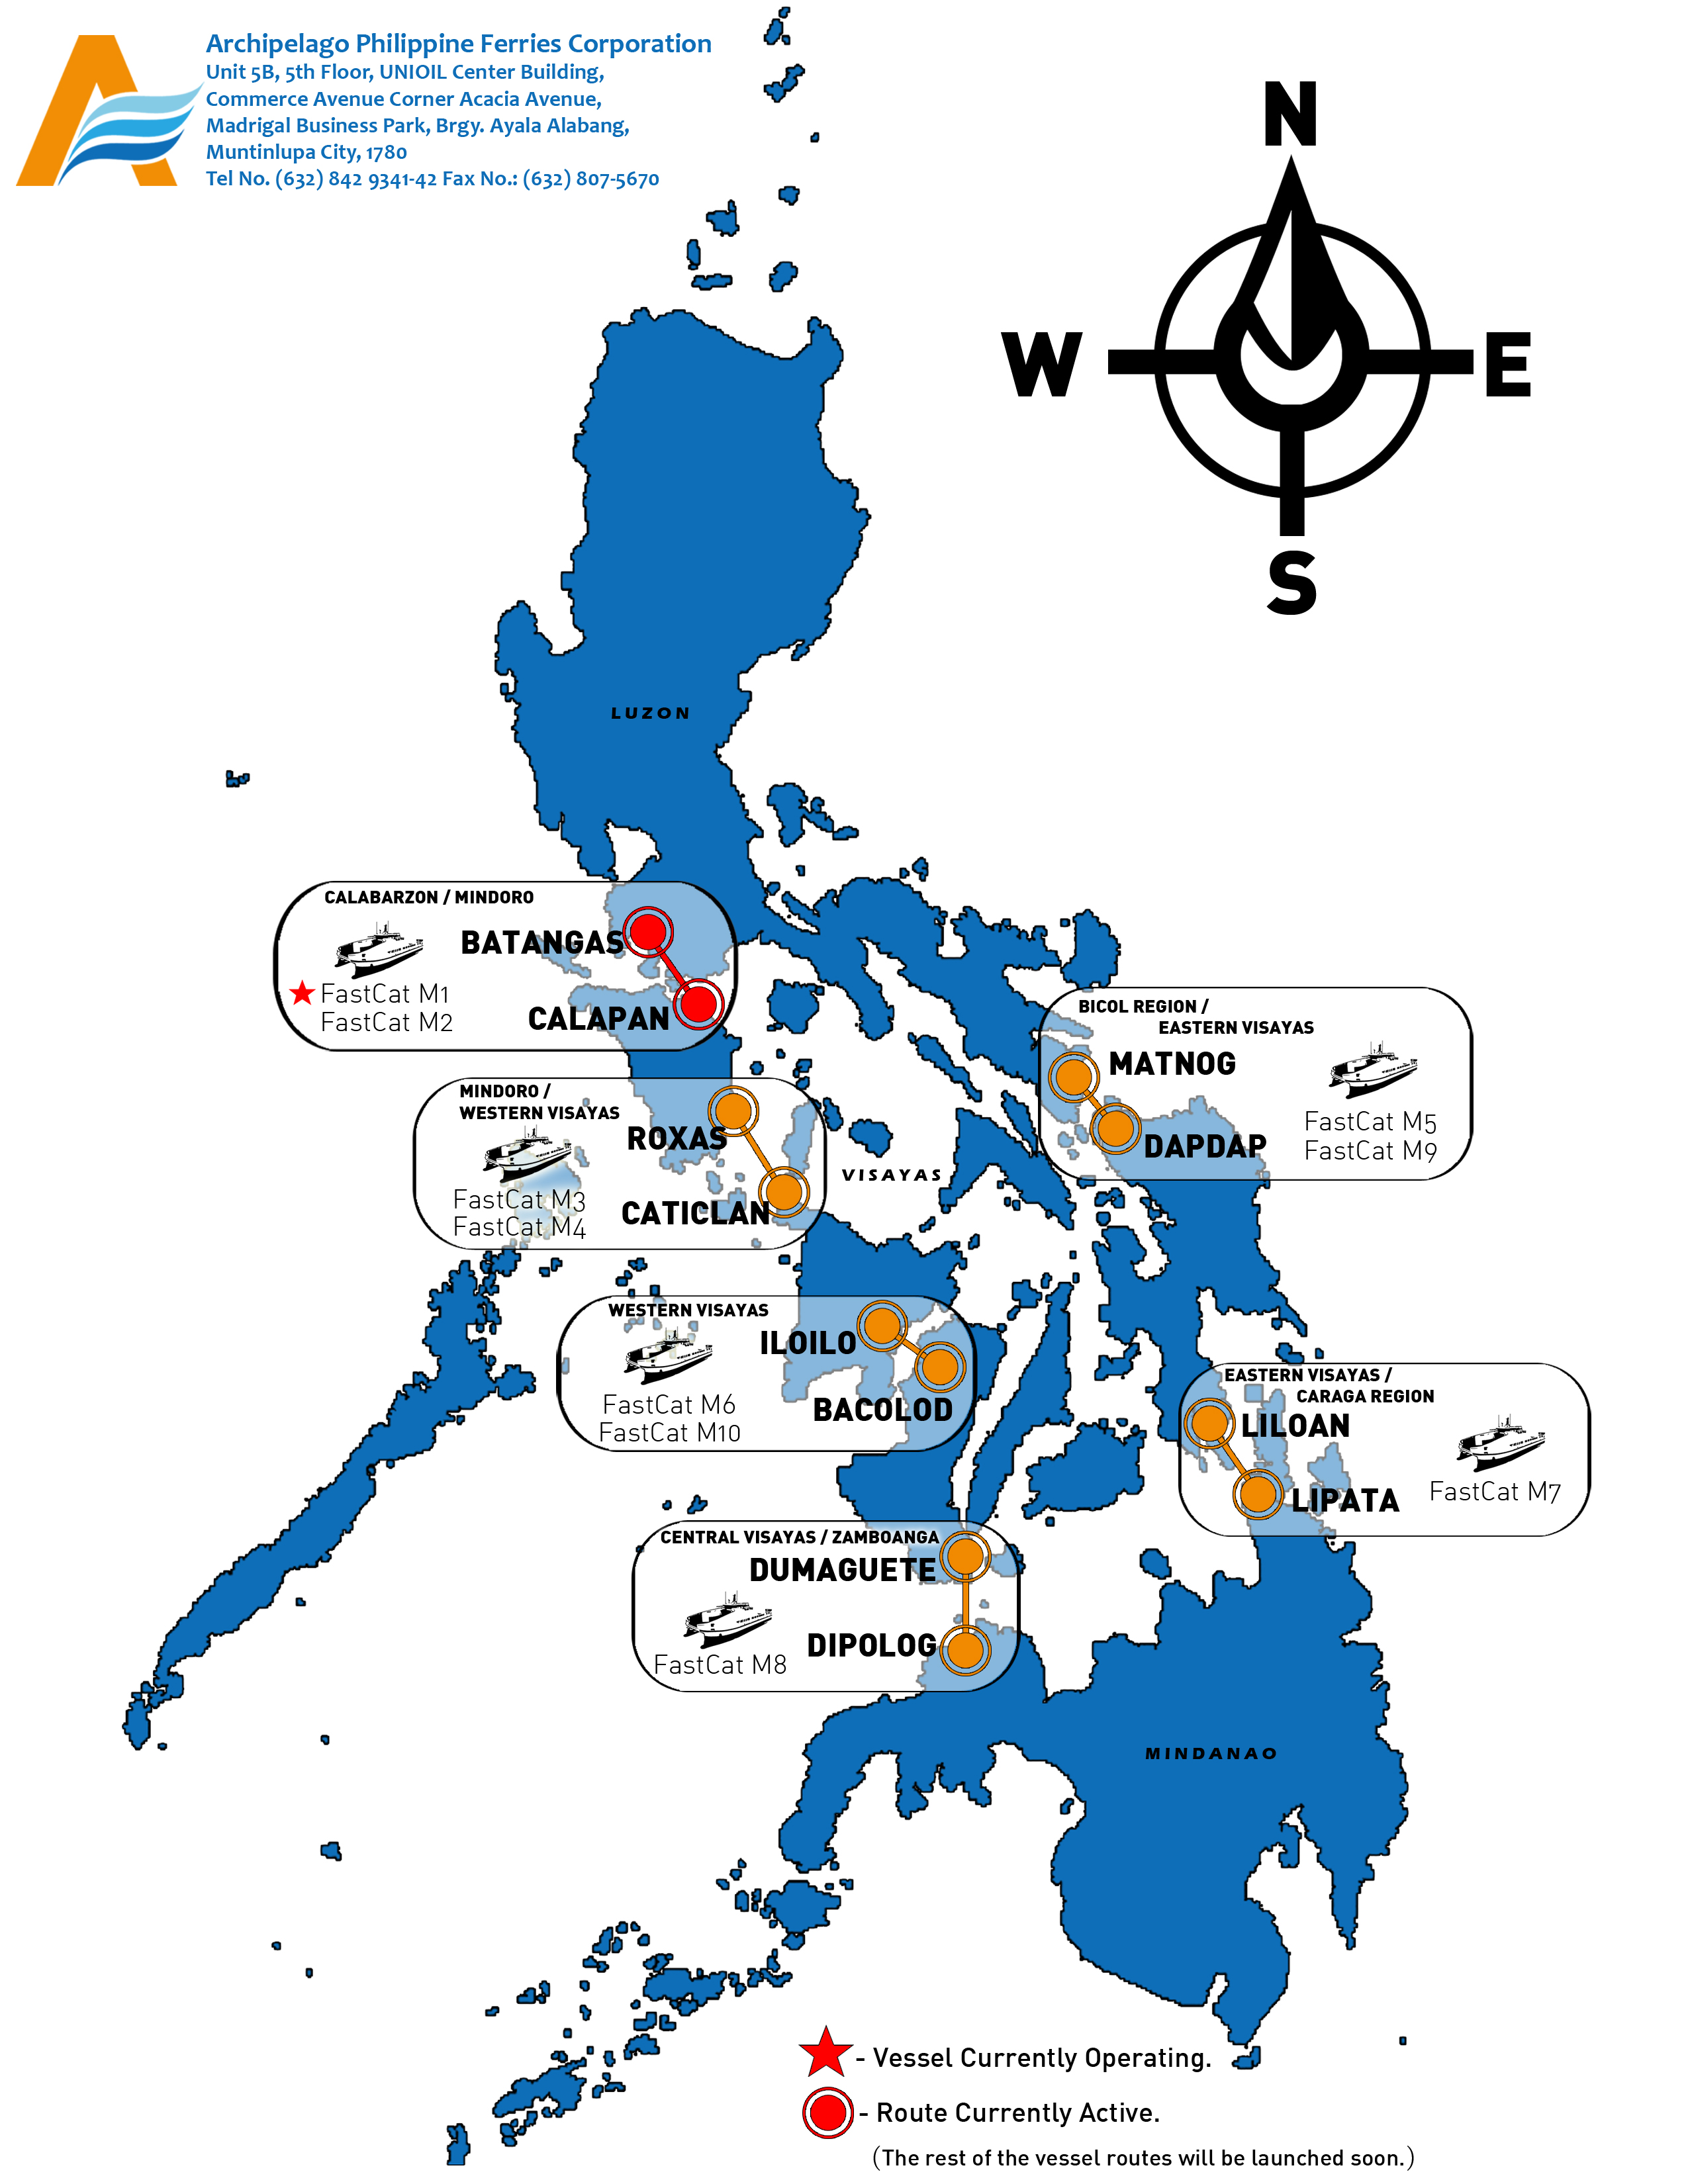 Archipelago Philippine Ferries Corporation
Unit 5B, 5th Floor, UNIOIL Center Building,
Commerce Avenue Corner Acacia Avenue,
Madrigal Business Park, Brgy. Ayala Alabang,
Muntinlupa City, 1780
Tel No. (632) 842 9341-42 Fax No.: (632) 807-5670
N
W
E
S
LUZON
CALABARZON / MINDORO
BATANGAS
FastCat M1
FastCat M2
CALAPAN
BICOL REGION /
EASTERN VISAYAS
MATNOG
DAPDAP
FastCat M5
FastCat M9
MINDORO /
WESTERN VISAYAS
ROXAS
CATICLAN
FastCat M3
FastCat M4
VISAYAS
WESTERN VISAYAS
ILOILO
BACOLOD
FastCat M6
FastCat M10
EASTERN VISAYAS /
CARAGA REGION
LILOAN
LIPATA
FastCat M7
CENTRAL VISAYAS / ZAMBOANGA
DUMAGUETE
DIPOLOG
FastCat M8
MINDANAO
- Vessel Currently Operating.
- Route Currently Active.
(The rest of the vessel routes will be launched soon.)